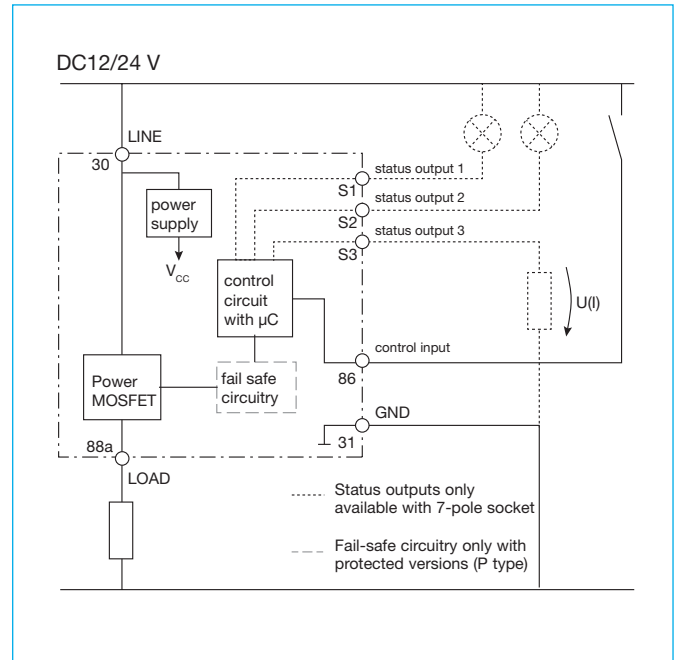 DC12/24 V
LINE
30
power
supply
V_CC
status output 1
S1
status output 2
S2
status output 3
S3
control
circuit
with µC
U(I)
control input
86
Power
MOSFET
fail safe
circuitry
GND
31
88a
LOAD
Status outputs only
available with 7-pole socket
Fail-safe circuitry only with
protected versions (P type)